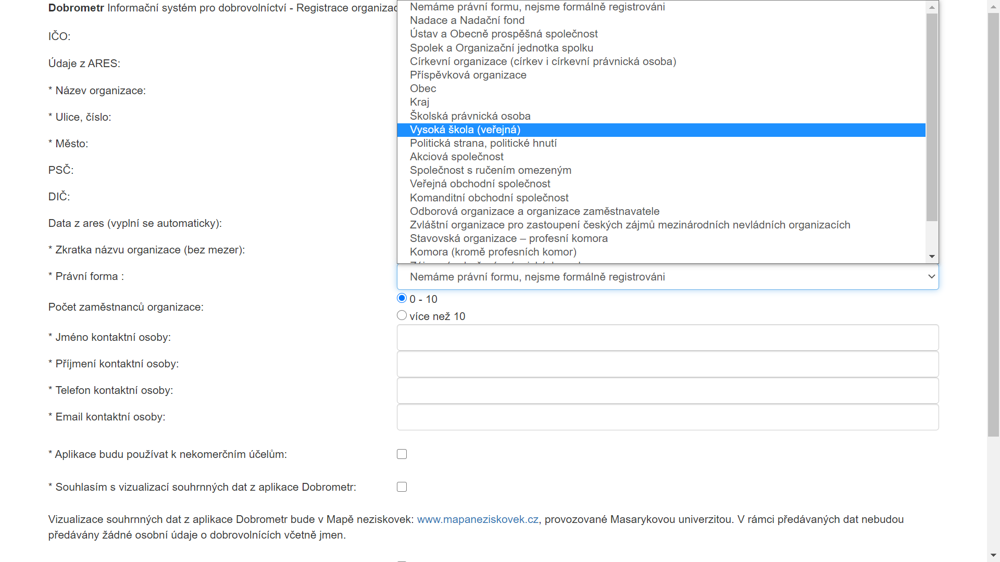 Dobrometr Informační systém pro dobrovolnictví - Registrace organizac
IČO:
Údaje z ARES:
* Název organizace:
* Ulice, číslo:
* Město:
PSČ:
DIČ:
Data z ares (vyplní se automaticky):
* Zkratka názvu organizace (bez mezer):
Nemáme právní formu, nejsme formálně registrováni
Nadace a Nadační fond
Ústav a Obecně prospěšná společnost
Spolek a Organizační jednotka spolku
Církevní organizace (církev i církevní právnická osoba)
Příspěvková organizace
Obec
Kraj
Školská právnická osoba
Vysoká škola (veřejná)
Politická strana, politické hnutí
Akciová společnost
Společnost s ručením omezeným
Veřejná obchodní společnost
Komanditní obchodní společnost
Odborová organizace a organizace zaměstnavatele
Zvláštní organizace pro zastoupení českých zájmů mezinárodních nevládních organizacích
Stavovská organizace – profesní komora
Komora (kromě profesních komor)
* Právní forma :
Nemáme právní formu, nejsme formálně registrováni
Počet zaměstnanců organizace:
0 - 10
více než 10
* Jméno kontaktní osoby:
* Příjmení kontaktní osoby:
* Telefon kontaktní osoby:
* Email kontaktní osoby:
* Aplikace budu používat k nekomerčním účelům:
* Souhlasím s vizualizací souhrnných dat z aplikace Dobrometr:
Vizualizace souhrnných dat z aplikace Dobrometr bude v Mapě neziskovek: www.mapaneziskovek.cz, provozované Masarykovou univerzitou. V rámci předávaných dat nebudou
předávány žádné osobní údaje o dobrovolnících včetně jmen.